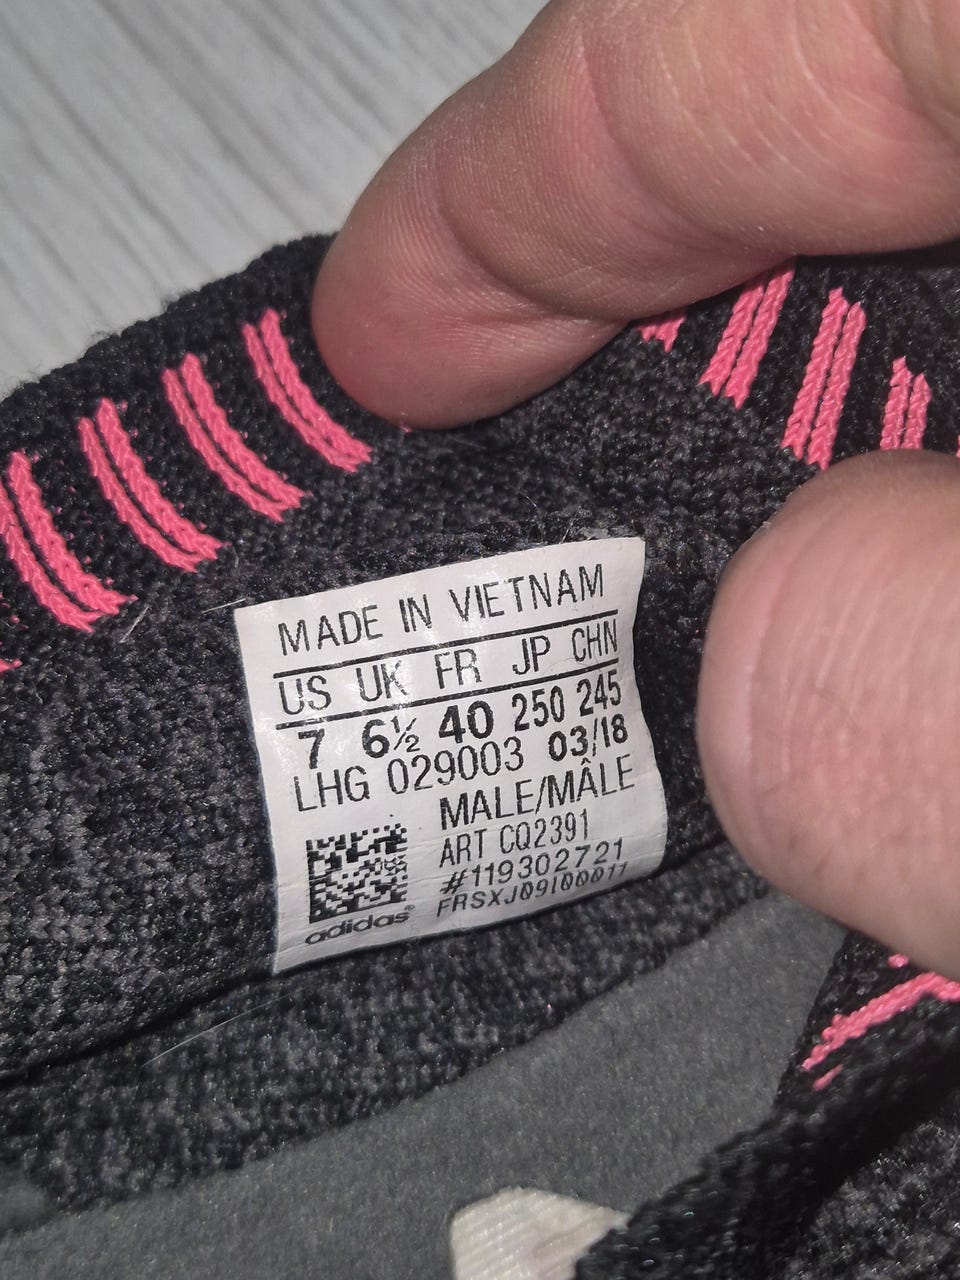 MADE IN VIETNAM
US UK FR JP CHN
7 6½ 40 250 245
LHG 029003 03/18
MALE/MÂLE
ART CQ2391
#119302721
FRSXJ09I00011
adidas®